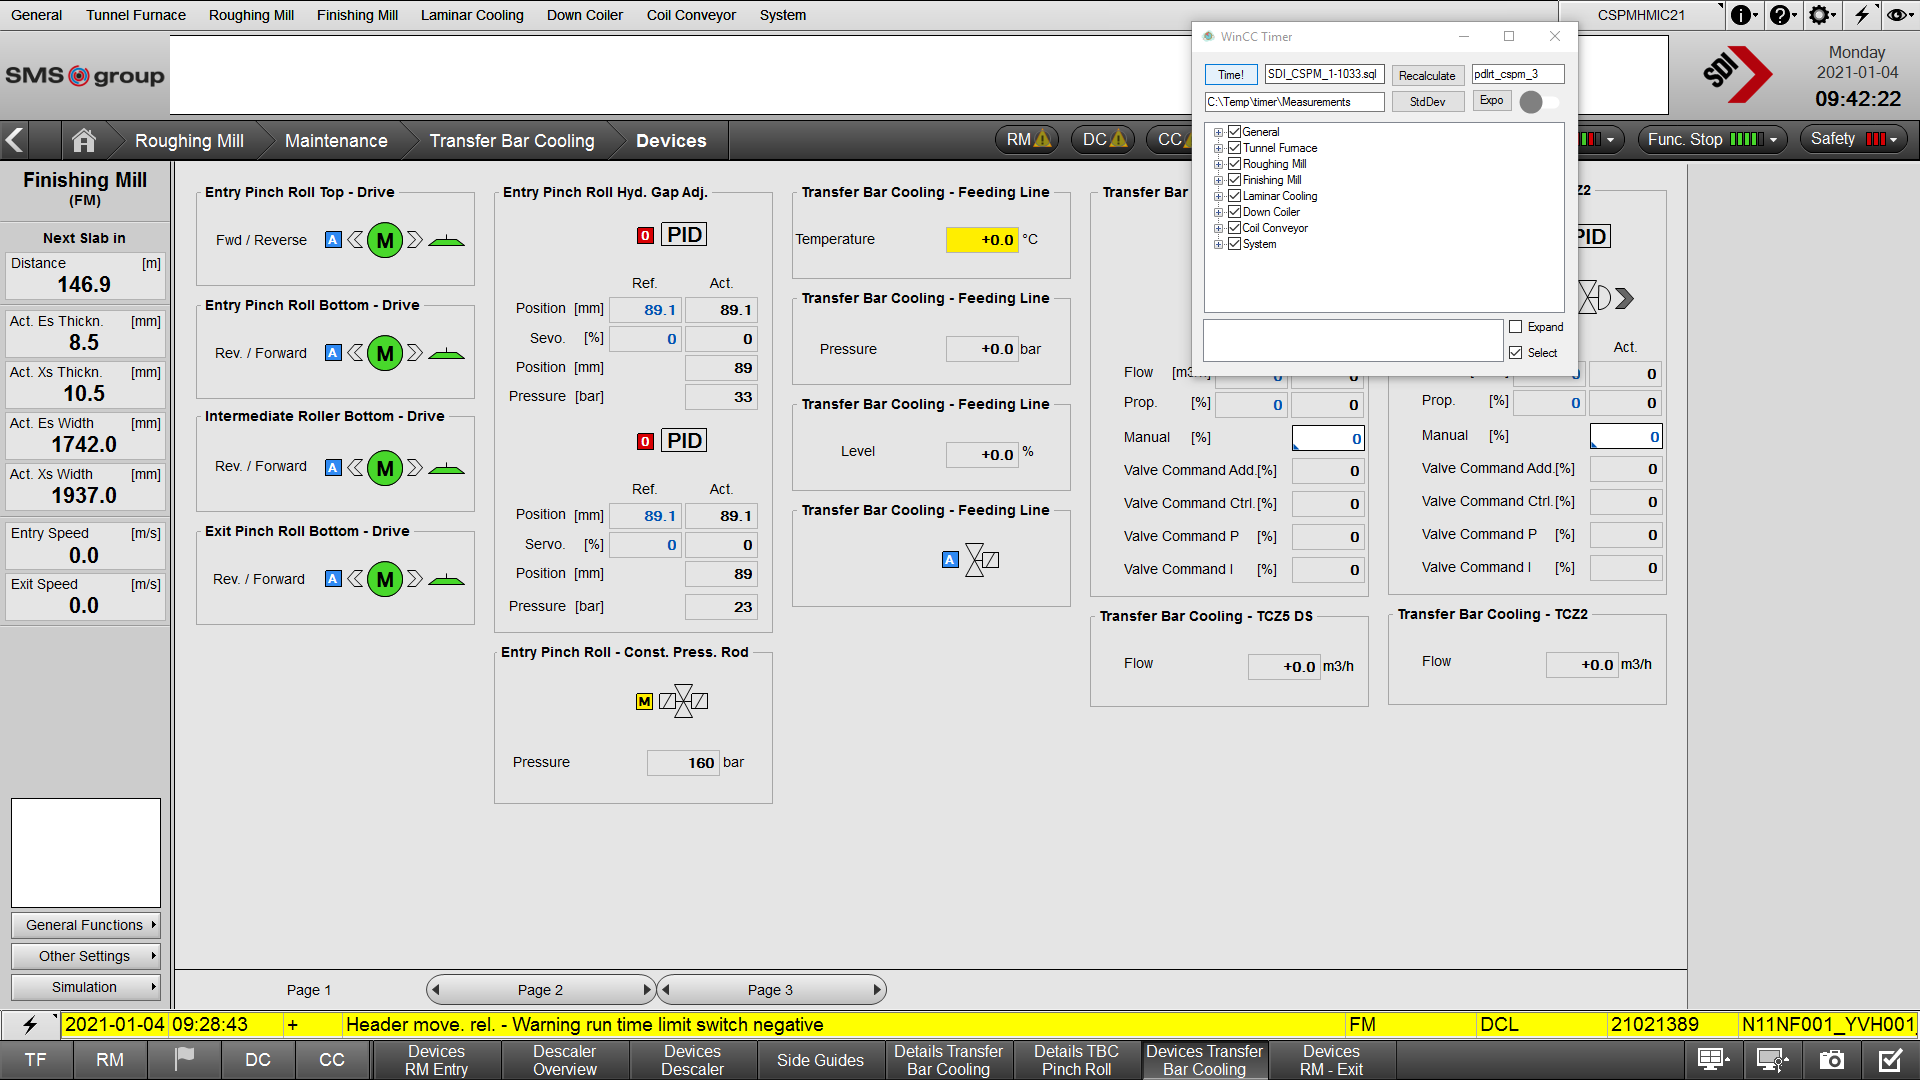 General Tunnel Furnace Roughing Mill Finishing Mill Laminar Cooling Down Coiler Coil Conveyor System CSPMHMIC21
SMS group
SDI
Monday
2021-01-04
09:42:22
Roughing Mill Maintenance Transfer Bar Cooling Devices RM DC CC Func. Stop Safety
WinCC Timer
Time! SDI_CSPM_1-1033.sql Recalculate pdlrt_cspm_3
C:\Temp\timer\Measurements StdDev Expo
General
Tunnel Furnace
Roughing Mill
Finishing Mill
Laminar Cooling
Down Coiler
Coil Conveyor
System
Expand
Select
Finishing Mill
(FM)
Next Slab in
Distance [m]
146.9
Act. Es Thickn. [mm]
8.5
Act. Xs Thickn. [mm]
10.5
Act. Es Width [mm]
1742.0
Act. Xs Width [mm]
1937.0
Entry Speed [m/s]
0.0
Exit Speed [m/s]
0.0
General Functions
Other Settings
Simulation
Entry Pinch Roll Top - Drive
Fwd / Reverse A M
Entry Pinch Roll Bottom - Drive
Rev. / Forward A M
Intermediate Roller Bottom - Drive
Rev. / Forward A M
Exit Pinch Roll Bottom - Drive
Rev. / Forward A M
Entry Pinch Roll Hyd. Gap Adj.
0 PID
Ref. Act.
Position [mm] 89.1 89.1
Sevo. [%] 0 0
Position [mm] 89
Pressure [bar] 33
0 PID
Ref. Act.
Position [mm] 89.1 89.1
Servo. [%] 0 0
Position [mm] 89
Pressure [bar] 23
Entry Pinch Roll - Const. Press. Rod
M
Pressure 160 bar
Transfer Bar Cooling - Feeding Line
Temperature +0.0 °C
Transfer Bar Cooling - Feeding Line
Pressure +0.0 bar
Transfer Bar Cooling - Feeding Line
Level +0.0 %
Transfer Bar Cooling - Feeding Line
A
Transfer Bar
Flow [m3 0 0
Prop. [%] 0 0
Manual [%] 0
Valve Command Add.[%] 0
Valve Command Ctrl.[%] 0
Valve Command P [%] 0
Valve Command I [%] 0
Transfer Bar Cooling - TCZ5 DS
Flow +0.0 m3/h
Z2
PID
Act.
0 0
Prop. [%] 0 0
Manual [%] 0
Valve Command Add.[%] 0
Valve Command Ctrl.[%] 0
Valve Command P [%] 0
Valve Command I [%] 0
Transfer Bar Cooling - TCZ2
Flow +0.0 m3/h
Page 1 Page 2 Page 3
2021-01-04 09:28:43 + Header move. rel. - Warning run time limit switch negative FM DCL 21021389 N11NF001_YVH001
TF RM DC CC
Devices
RM Entry
Descaler
Overview
Devices
Descaler
Side Guides
Details Transfer
Bar Cooling
Details TBC
Pinch Roll
Devices Transfer
Bar Cooling
Devices
RM - Exit